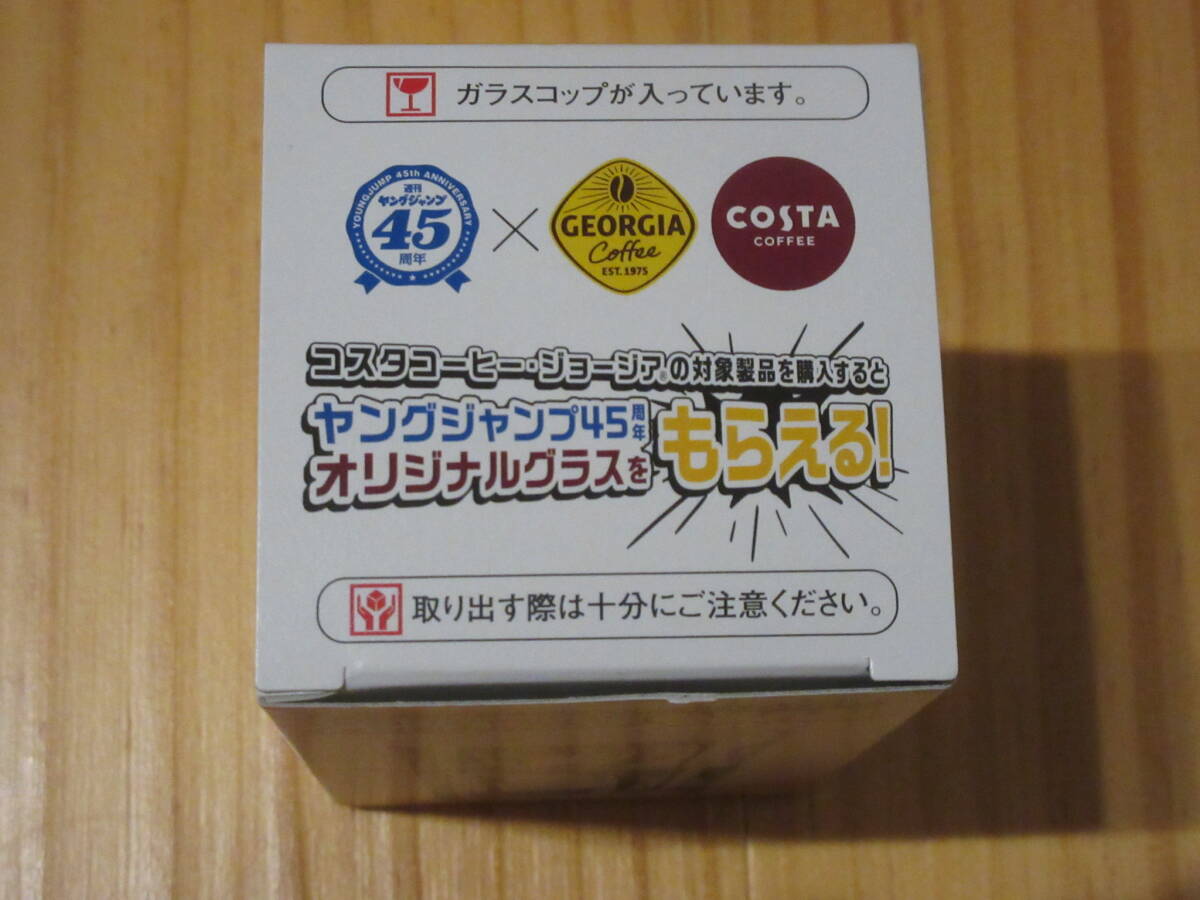 ガラスコップが入っています。
YOUNGJUMP 45th ANNIVERSARY
週刊
ヤングジャンプ
45
周年
×
GEORGIA
Coffee
EST. 1975
COSTA
COFFEE
コスタコーヒー・ジョージア®の対象製品を購入すると
ヤングジャンプ45周年
オリジナルグラスを
もらえる!
取り出す際は十分にご注意ください。